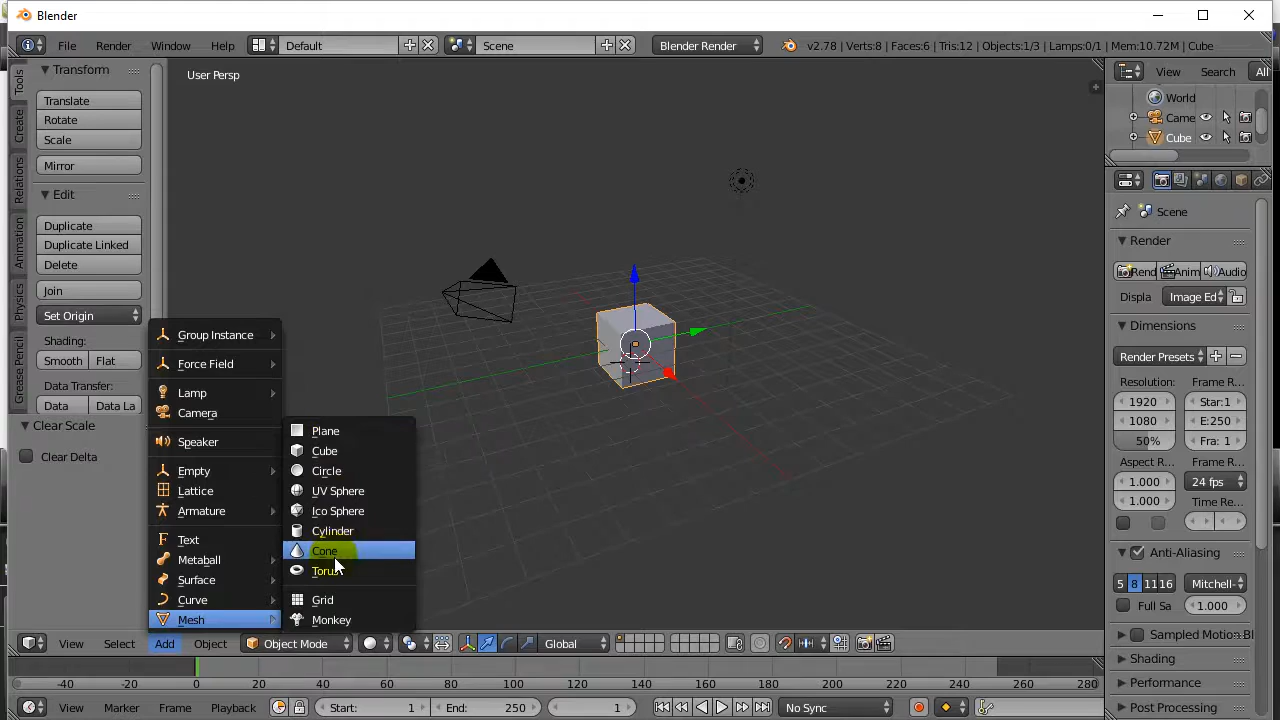 Blender
File Render Window Help Default Scene Blender Render v2.78 | Verts:8 | Faces:6 | Tris:12 | Objects:1/3 | Lamps:0/1 | Mem:10.72M | Cube
Tools
Create
Relations
Animation
Physics
Grease Pencil
Transform
Translate
Rotate
Scale
Mirror
Edit
Duplicate
Duplicate Linked
Delete
Join
Set Origin
Shading:
Smooth Flat
Data Transfer:
Data Data La
Clear Scale
Clear Delta
User Persp
Group Instance
Force Field
Lamp
Camera
Speaker
Empty
Lattice
Armature
Text
Metaball
Surface
Curve
Mesh
Plane
Cube
Circle
UV Sphere
Ico Sphere
Cylinder
Cone
Torus
Grid
Monkey
View Select Add Object Object Mode Global
View Search All
World
Came
Cube
Scene
Render
Rend Anim Audio
Displa Image Ed
Dimensions
Render Presets
Resolution: Frame R...
1920 Star:1
1080 E:250
50% Fra: 1
Aspect R... Frame R...
1.000 24 fps
1.000 Time Re...
Anti-Aliasing
5 8 11 16 Mitchell-
Full Sa 1.000
Sampled Motion Bl
Shading
Performance
Post Processing
-40 -20 0 20 40 60 80 100 120 140 160 180 200 220 240 260 280
View Marker Frame Playback Start: 1 End: 250 1 No Sync